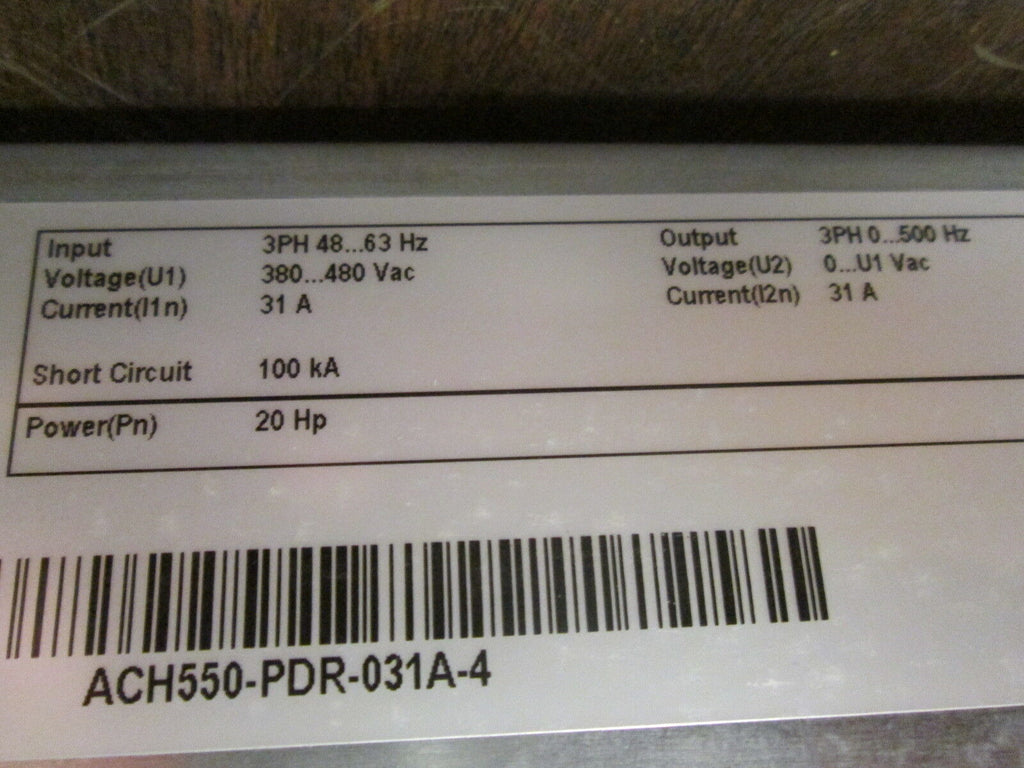 Input 3PH 48...63 Hz Output 3PH 0...500 Hz
Voltage(U1) 380...480 Vac Voltage(U2) 0...U1 Vac
Current(I1n) 31 A Current(I2n) 31 A
Short Circuit 100 kA
Power(Pn) 20 Hp
ACH550-PDR-031A-4